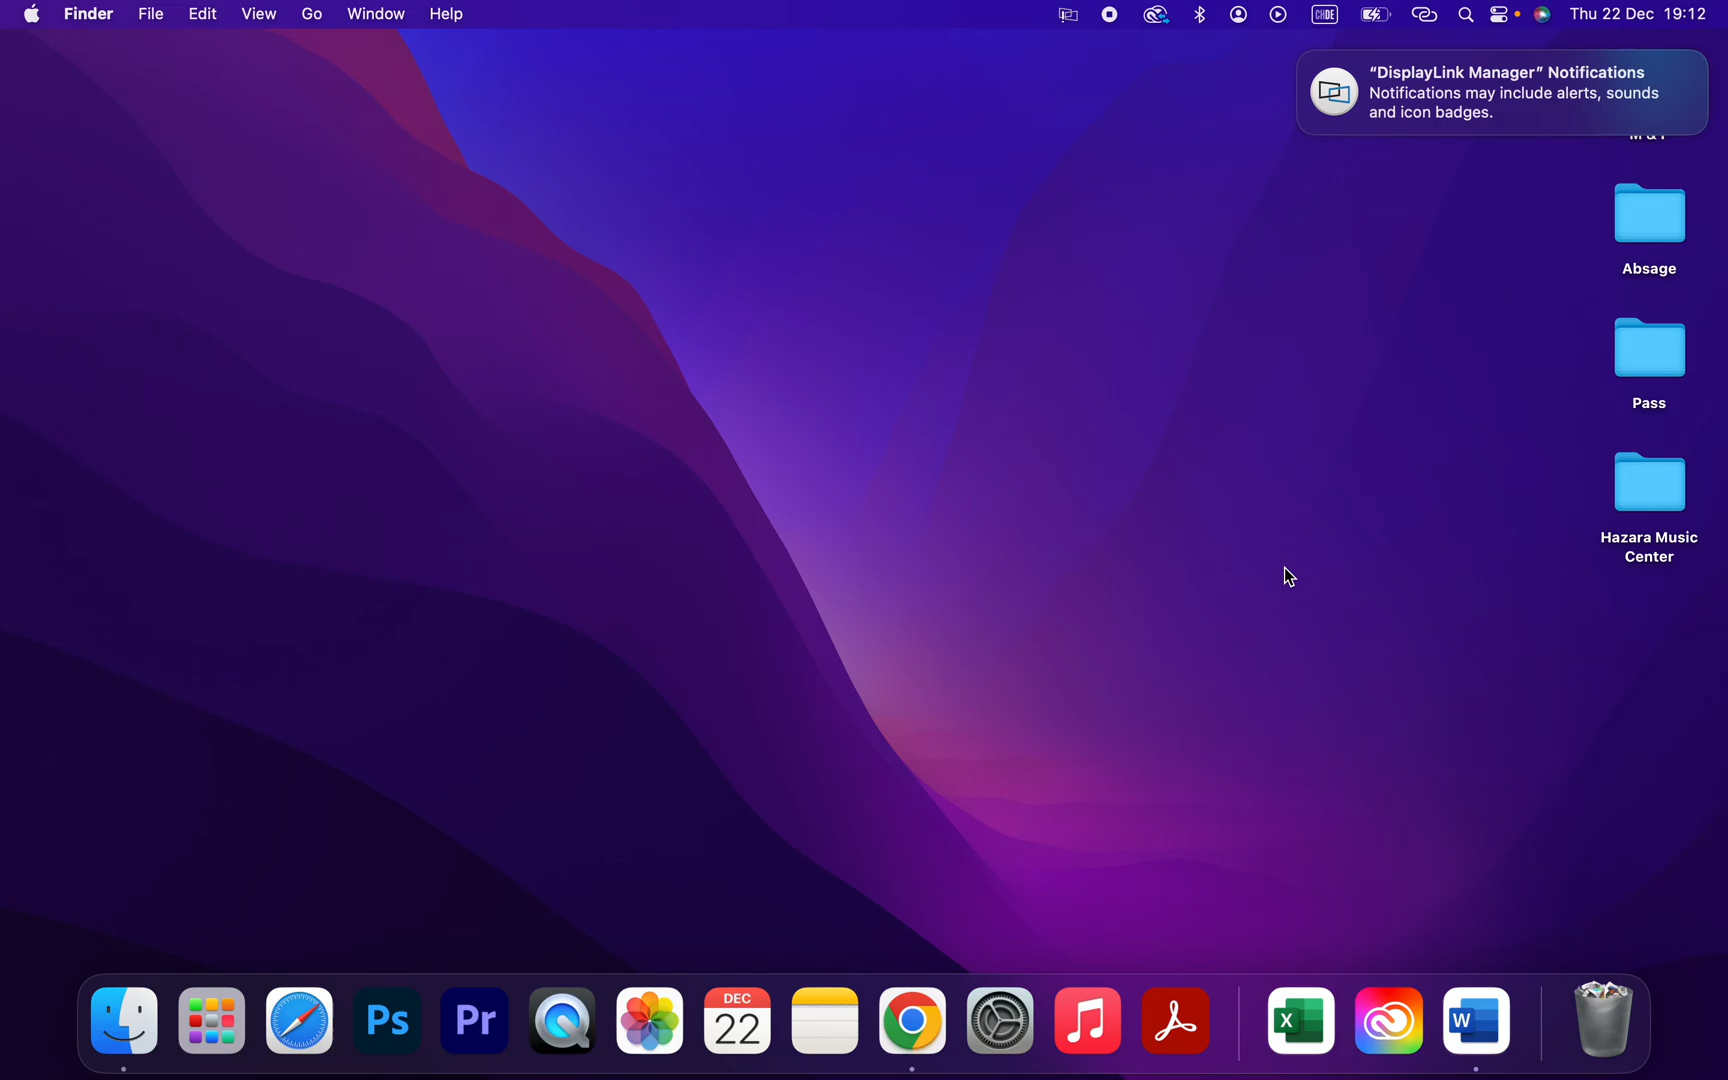 Finder File Edit View Go Window Help Thu 22 Dec 19:12
"DisplayLink Manager" Notifications
Notifications may include alerts, sounds
and icon badges.
Absage
Pass
Hazara Music
Center
Ps
Pr
DEC
22
X
W